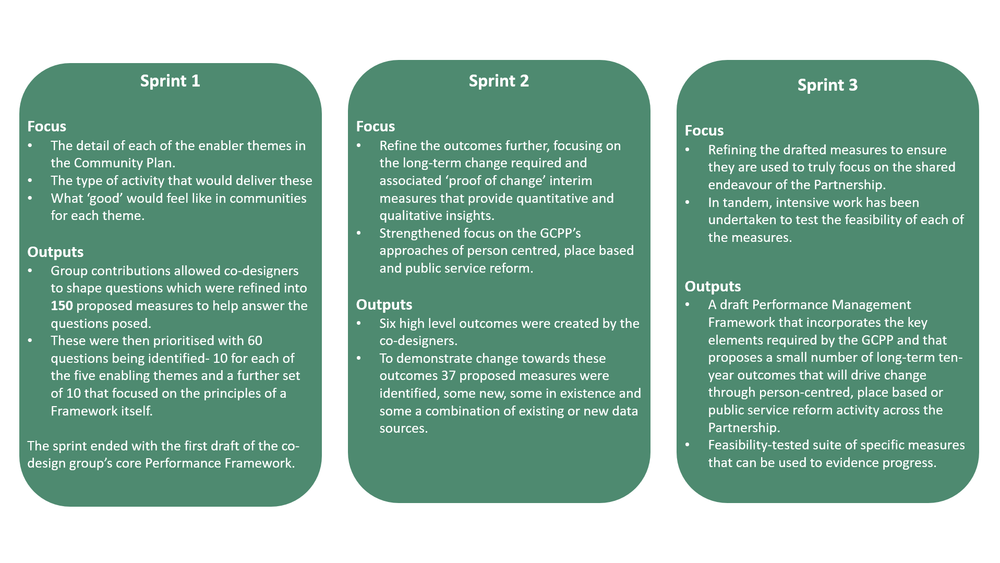 Sprint 1
Focus
• The detail of each of the enabler themes in
the Community Plan.
• The type of activity that would deliver these
• What ‘good’ would feel like in communities
for each theme.
Outputs
• Group contributions allowed co-designers
to shape questions which were refined into
150 proposed measures to help answer the
questions posed.
• These were then prioritised with 60
questions being identified- 10 for each of
the five enabling themes and a further set
of 10 that focused on the principles of a
Framework itself.
The sprint ended with the first draft of the co-
design group’s core Performance Framework.
Sprint 2
Focus
• Refine the outcomes further, focusing on
the long-term change required and
associated ‘proof of change’ interim
measures that provide quantitative and
qualitative insights.
• Strengthened focus on the GCPP’s
approaches of person centred, place based
and public service reform.
Outputs
• Six high level outcomes were created by the
co-designers.
• To demonstrate change towards these
outcomes 37 proposed measures were
identified, some new, some in existence and
some a combination of existing or new data
sources.
Sprint 3
Focus
• Refining the drafted measures to ensure
they are used to truly focus on the shared
endeavour of the Partnership.
• In tandem, intensive work has been
undertaken to test the feasibility of each of
the measures.
Outputs
• A draft Performance Management
Framework that incorporates the key
elements required by the GCPP and that
proposes a small number of long-term ten-
year outcomes that will drive change
through person-centred, place based or
public service reform activity across the
Partnership.
• Feasibility-tested suite of specific measures
that can be used to evidence progress.